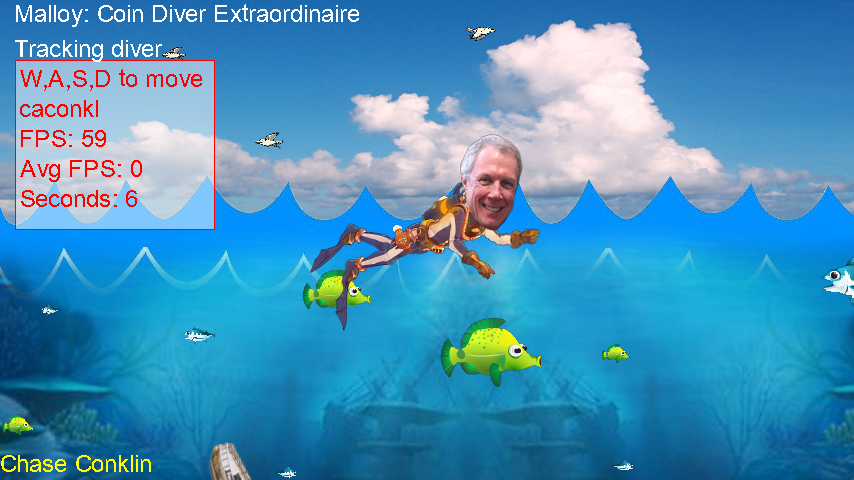 Malloy: Coin Diver Extraordinaire
Tracking diver
W,A,S,D to move
caconkl
FPS: 59
Avg FPS: 0
Seconds: 6
Chase Conklin